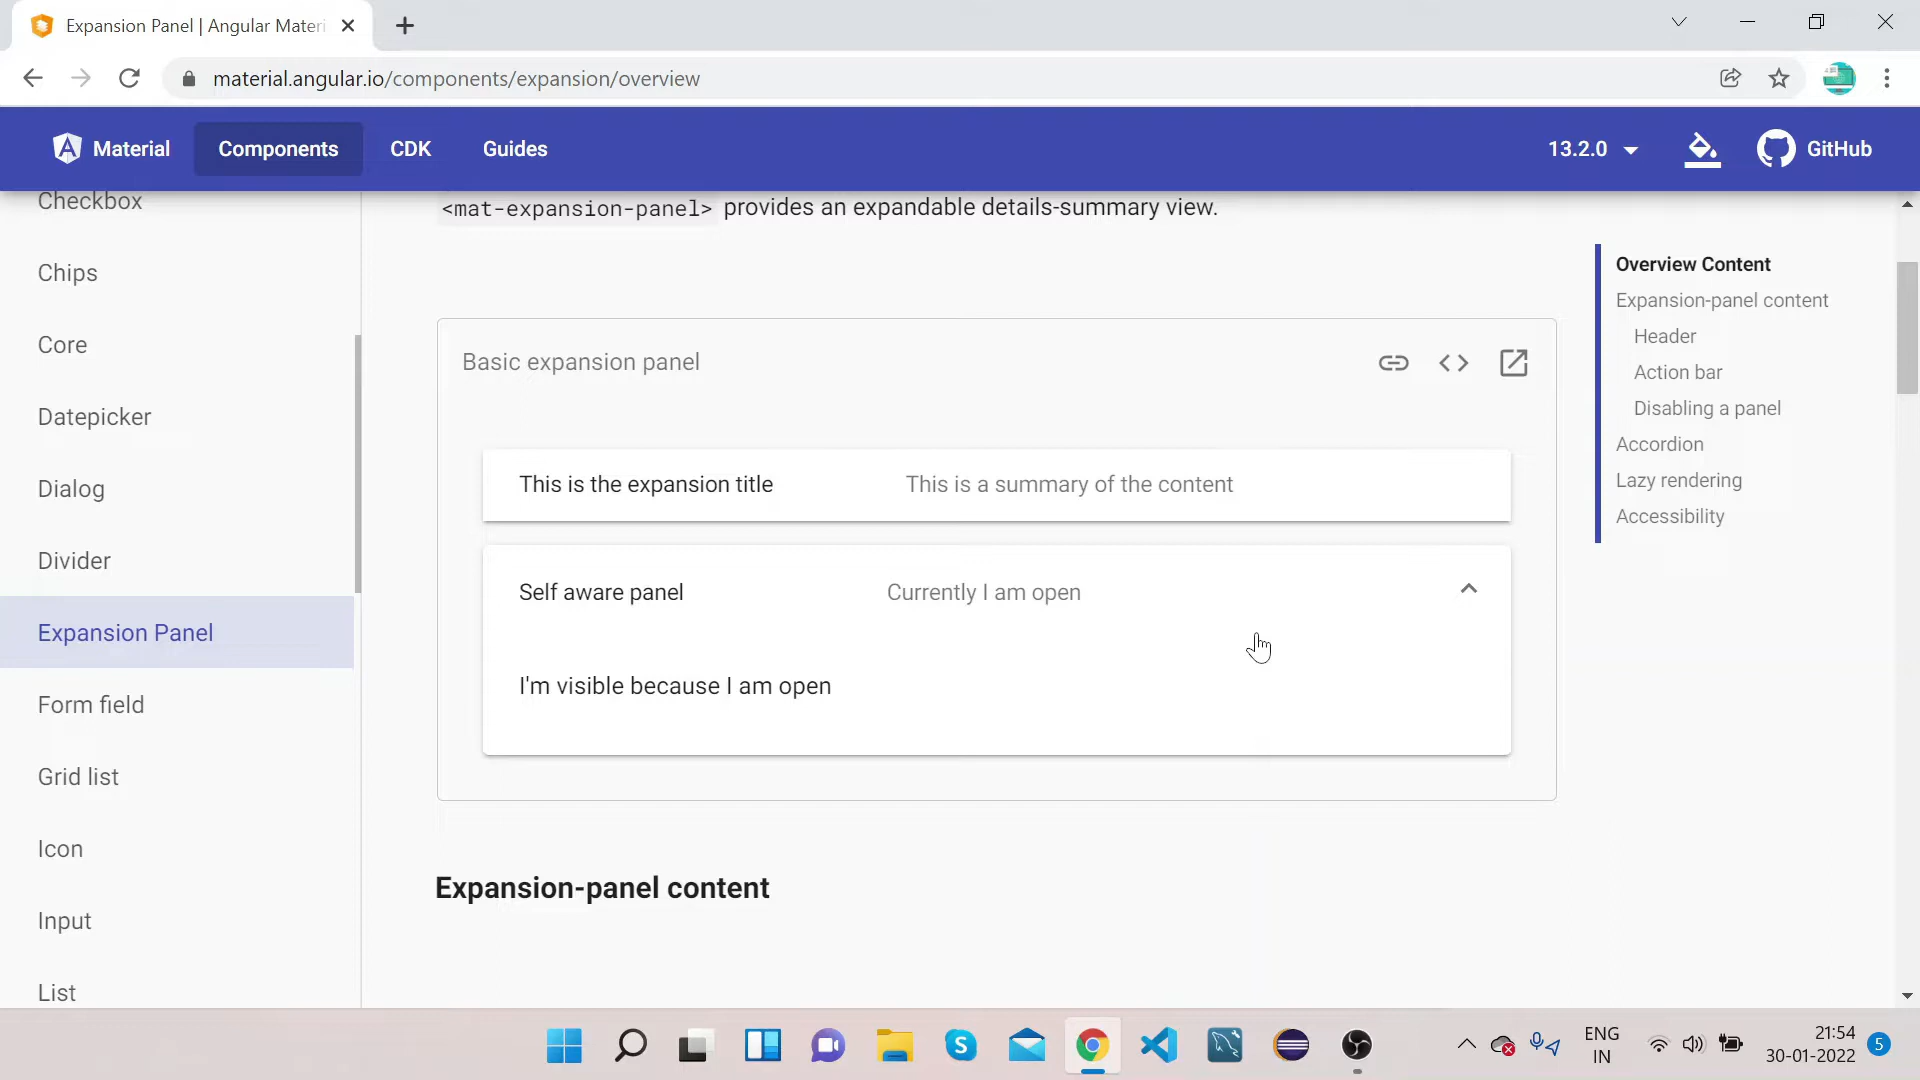 Expansion Panel | Angular Materi
material.angular.io/components/expansion/overview
Material
Components
CDK
Guides
13.2.0
GitHub
Checkbox
Chips
Core
Datepicker
Dialog
Divider
Expansion Panel
Form field
Grid list
Icon
Input
List
<mat-expansion-panel> provides an expandable details-summary view.
Basic expansion panel
This is the expansion title This is a summary of the content
Self aware panel Currently I am open
I'm visible because I am open
Expansion-panel content
Overview Content
Expansion-panel content
Header
Action bar
Disabling a panel
Accordion
Lazy rendering
Accessibility
ENG
IN
21:54
30-01-2022
5